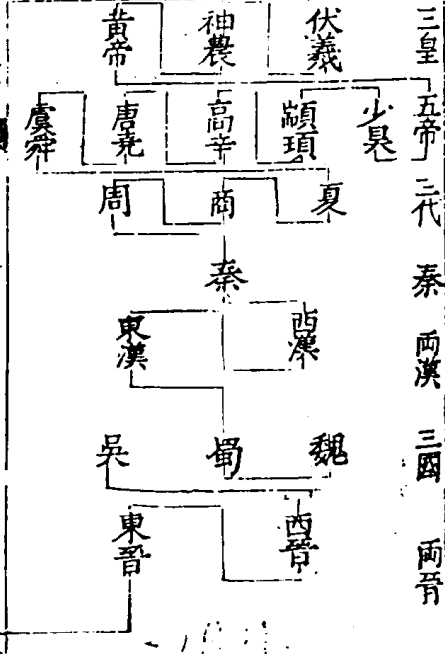 三皇 五帝 三代 秦 両漢 三國 両晉
伏羲 神農 黃帝
少昊 顓頊 高辛 唐堯 虞舜
夏 商 周
秦
西漢 東漢
魏 蜀 吳
西晉 東晉